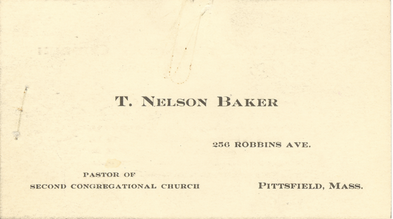 T. NELSON BAKER
256 ROBBINS AVE.
PASTOR OF
SECOND CONGREGATIONAL CHURCH
PITTSFIELD, MASS.